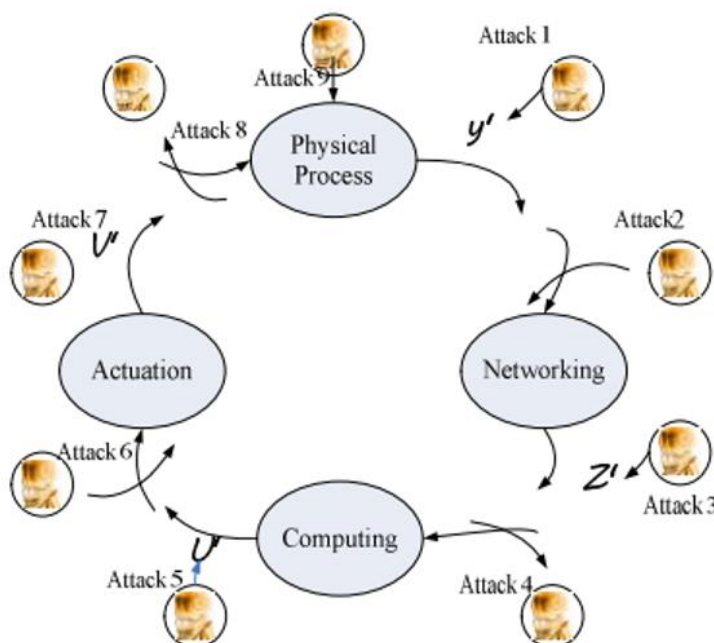 Attack 1
Attack 9
y'
Attack 8
Physical
Process
Attack 7
Attack2
V'
Actuation
Networking
Attack 6
Z'
Attack 3
Computing
U'
Attack 5
Attack 4